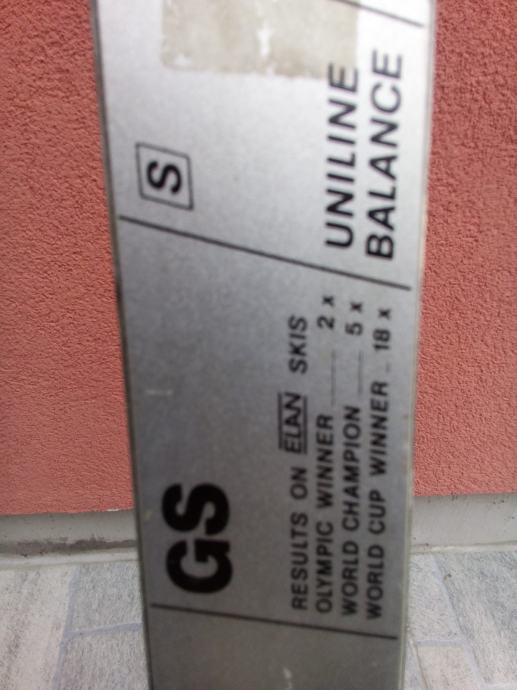 GS
RESULTS ON ELAN SKIS
OLYMPIC WINNER 2 x
WORLD CHAMPION 5 x
WORLD CUP WINNER 18 x
S
UNILINE
BALANCE